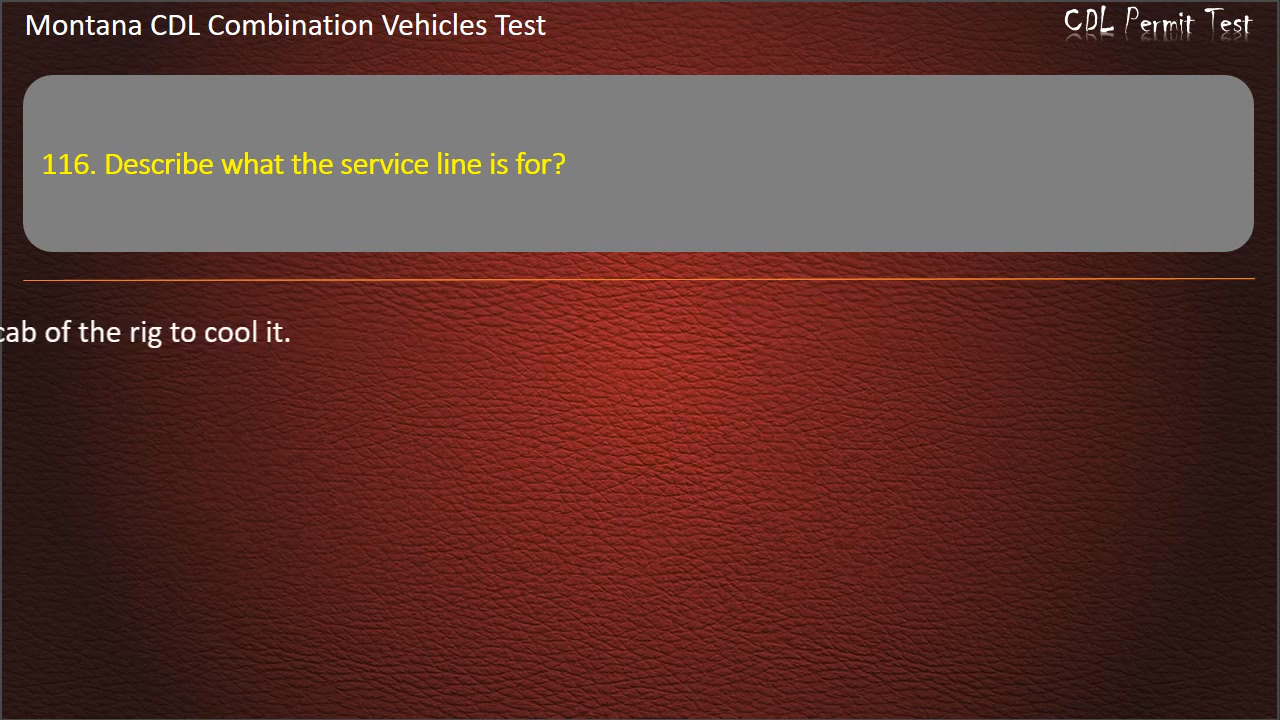 Montana CDL Combination Vehicles Test
CDL Permit Test
116. Describe what the service line is for?
cab of the rig to cool it.